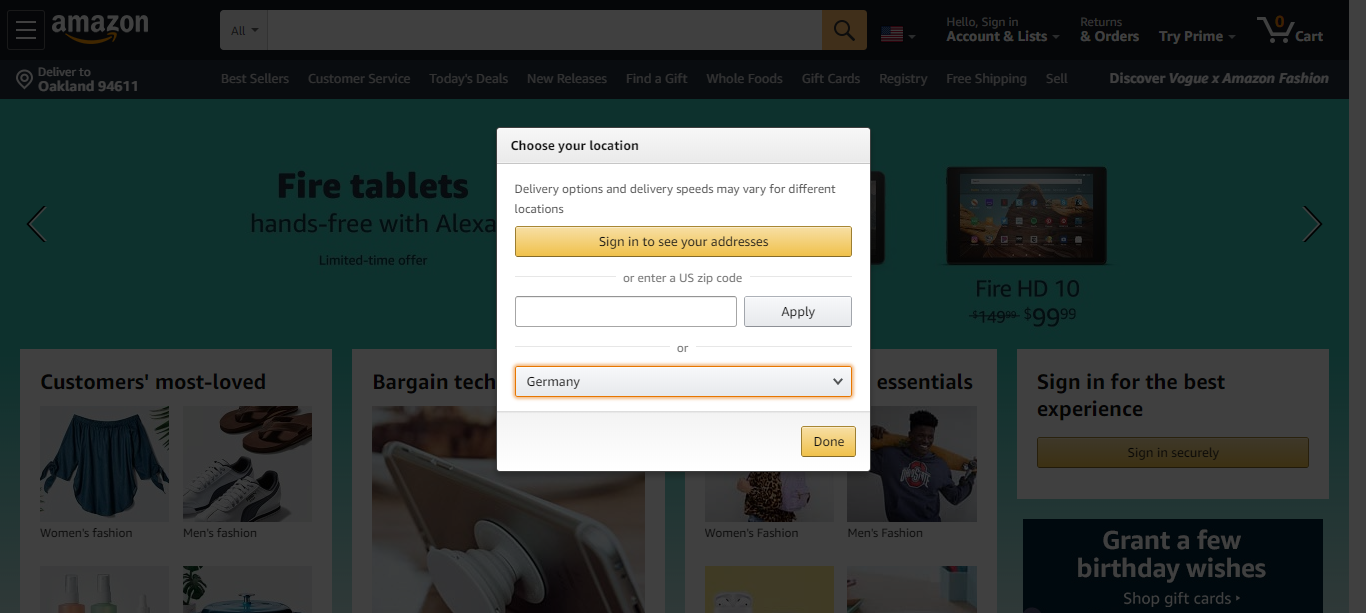 amazon
All
Hello, Sign in
Account & Lists
Returns
& Orders
Try Prime
0
Cart
Deliver to
Oakland 94611
Best Sellers
Customer Service
Today's Deals
New Releases
Find a Gift
Whole Foods
Gift Cards
Registry
Free Shipping
Sell
Discover Vogue x Amazon Fashion
Fire tablets
hands-free with Alexa
Limited-time offer
Fire HD 10
$149⁹⁹ $99⁹⁹
Choose your location
Delivery options and delivery speeds may vary for different
locations
Sign in to see your addresses
or enter a US zip code
Apply
or
Germany
Done
Customers' most-loved
Women's fashion
Men's fashion
Bargain tech
essentials
OHIO STATE
Women's Fashion
Men's Fashion
Sign in for the best
experience
Sign in securely
Grant a few
birthday wishes
Shop gift cards